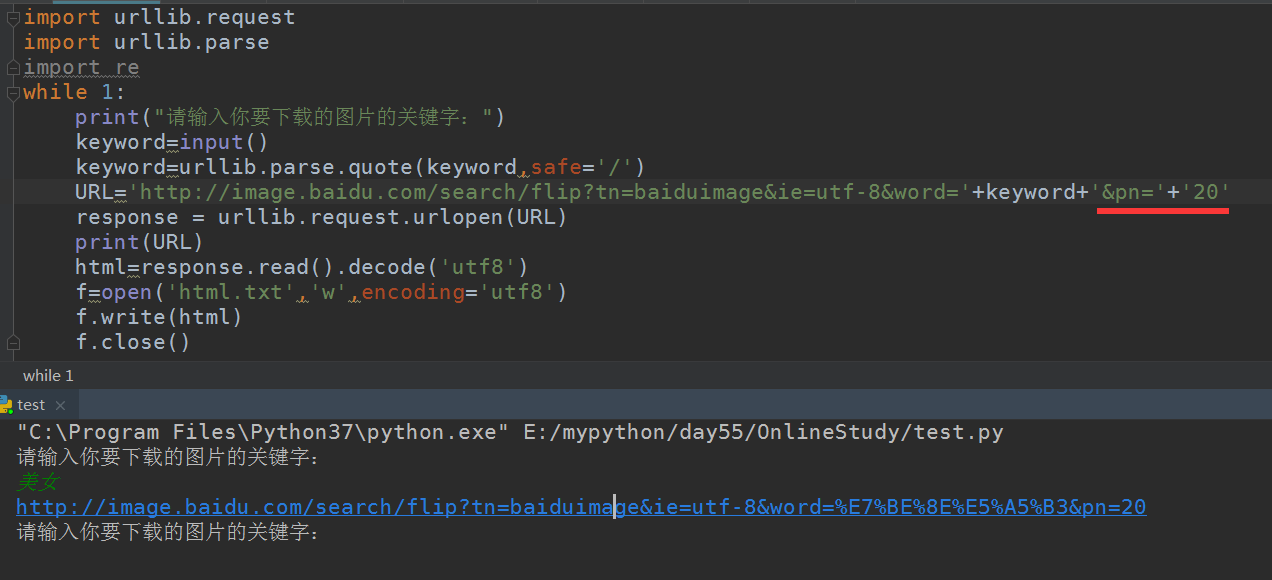 import urllib.request
import urllib.parse
import re
while 1:
print("请输入你要下载的图片的关键字：")
keyword=input()
keyword=urllib.parse.quote(keyword,safe='/')
URL='http://image.baidu.com/search/flip?tn=baiduimage&ie=utf-8&word='+keyword+'&pn='+'20'
response = urllib.request.urlopen(URL)
print(URL)
html=response.read().decode('utf8')
f=open('html.txt','w',encoding='utf8')
f.write(html)
f.close()
while 1
test
"C:\Program Files\Python37\python.exe" E:/mypython/day55/OnlineStudy/test.py
请输入你要下载的图片的关键字：
美女
http://image.baidu.com/search/flip?tn=baiduimage&ie=utf-8&word=%E7%BE%8E%E5%A5%B3&pn=20
请输入你要下载的图片的关键字：